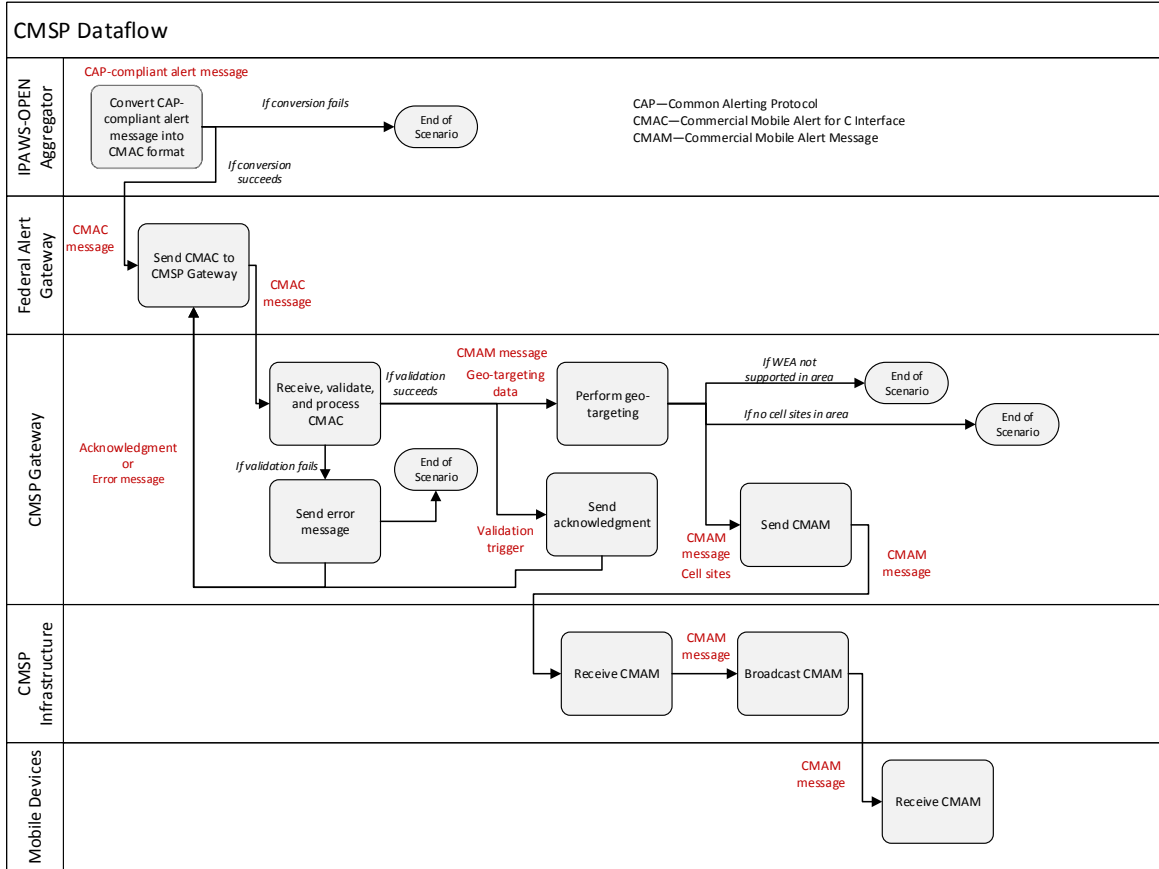 CMSP Dataflow
IPAWS-OPEN
Aggregator
CAP-compliant alert message
Convert CAP-
compliant alert
message into
CMAC format
If conversion fails
End of
Scenario
If conversion
succeeds
CAP—Common Alerting Protocol
CMAC—Commercial Mobile Alert for C Interface
CMAM—Commercial Mobile Alert Message
Federal Alert
Gateway
CMAC
message
Send CMAC to
CMSP Gateway
CMAC
message
CMSP Gateway
Acknowledgment
or
Error message
Receive, validate,
and process
CMAC
If validation
succeeds
CMAM message
Geo-targeting
data
Perform geo-
targeting
If WEA not
supported in area
End of
Scenario
If no cell sites in area
End of
Scenario
If validation fails
End of
Scenario
Send error
message
Validation
trigger
Send
acknowledgment
CMAM
message
Cell sites
Send CMAM
CMAM
message
CMSP
Infrastructure
Receive CMAM
CMAM
message
Broadcast CMAM
Mobile Devices
CMAM
message
Receive CMAM